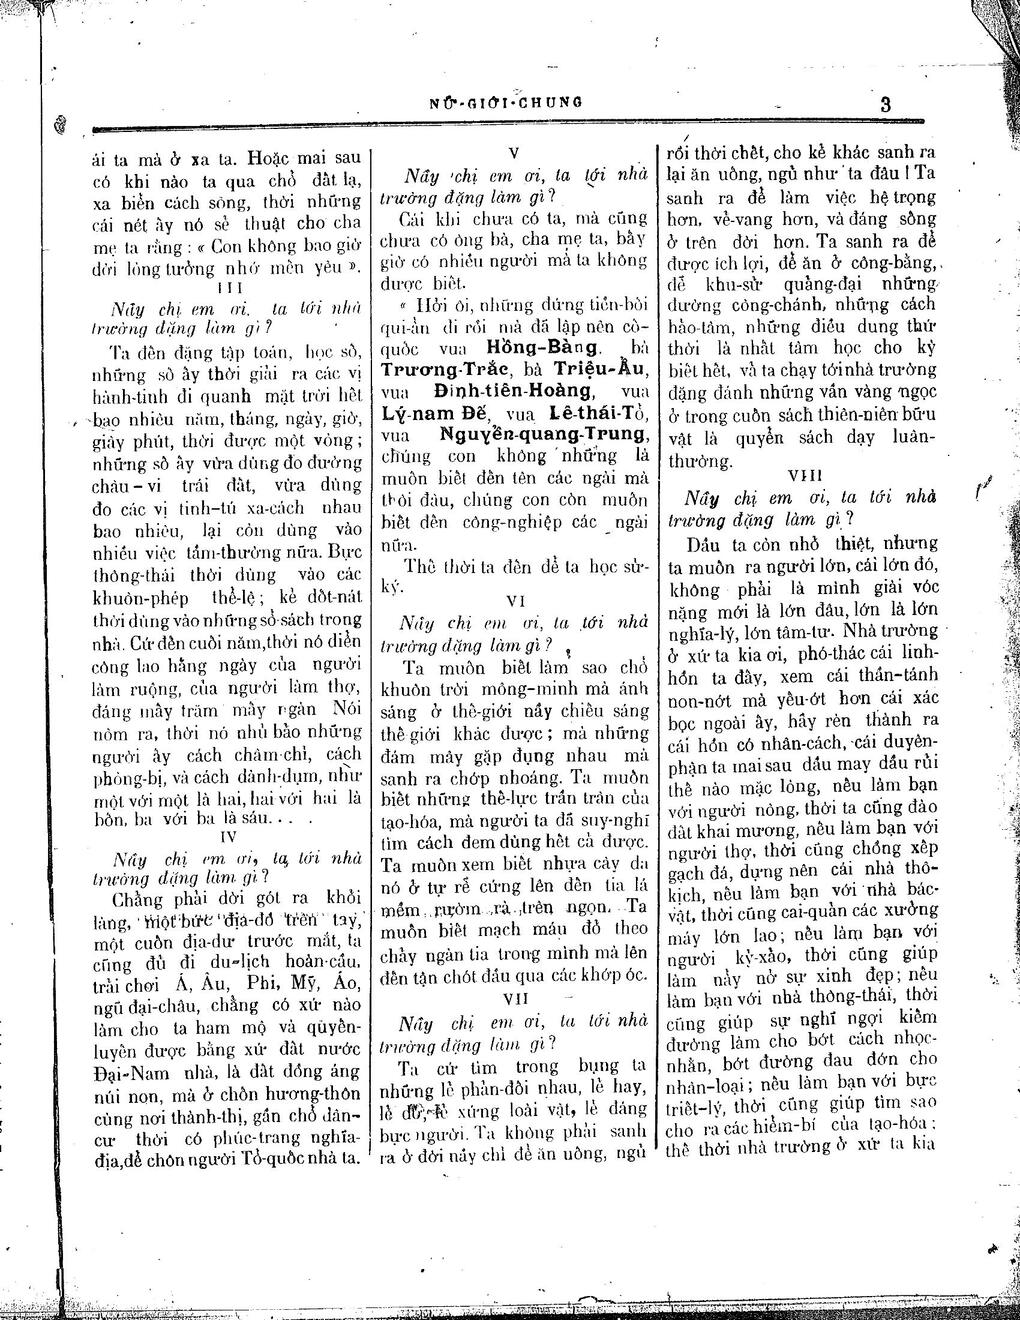 NỮ-GIỚI-CHUNG
3
ái ta mà ở xa ta. Hoặc mai sau
có khi nào ta qua chổ đất lạ,
xa biển cách sông, thời những
cái nét ấy nó sẽ thuật cho cha
mẹ ta rằng : « Con không bao giờ
dời lòng tưởng nhớ mến yêu ».
III
Nầy chị em ơi, ta tới nhà
trường đặng làm gì ?
Ta đến đặng tập toán, học số,
những số ấy thời giải ra các vị
hành-tinh đi quanh mặt trời hết
bao nhiêu năm, tháng, ngày, giờ,
giây phút, thời được một vòng ;
những số ấy vừa dùng đo đường
châu-vi trái đất, vừa dùng
đo các vị tinh-tú xa-cách nhau
bao nhiêu, lại còn dùng vào
nhiều việc tầm-thường nữa. Bực
thông-thái thời dùng vào các
khuôn-phép thể-lệ ; kẻ dốt-nát
thời dùng vào những sổ-sách trong
nhà. Cứ đến cuối năm, thời nó diển
công lao hằng ngày của người
làm ruộng, của người làm thợ,
đáng mấy trăm mấy ngàn Nói
nôm ra, thời nó nhủ bảo những
người ấy cách châm-chỉ, cách
phòng-bị, và cách dành-dụm, như
một với một là hai, hai với hai là
bốn, ba với ba là sáu. . . .
IV
Nầy chị em ơi, ta tới nhà
trường đặng làm gì ?
Chẳng phải dời gót ra khỏi
làng, một bức địa-đồ trên tay,
một cuốn địa-dư trước mắt, ta
cũng đủ đi du-lịch hoàn-cầu,
trải chơi Á, Âu, Phi, Mỹ, Áo,
ngũ đại-châu, chẳng có xứ nào
làm cho ta ham mộ và quyến-
luyến được bằng xứ đất nước
Đại-Nam nhà, là đất đồng áng
núi non, mà ở chốn hương-thôn
cùng nơi thành-thị, gần chổ dân-
cư thời có phúc-trang nghĩa-
địa, để chôn người Tổ-quốc nhà ta.
V
Nầy chị em ơi, ta tới nhà
trường đặng làm gì ?
Cái khi chưa có ta, mà cũng
chưa có ông bà, cha mẹ ta, bấy
giờ có nhiều người mà ta không
được biết.
« Hởi ôi, những đứng tiền-bối
qui-ẩn đi rồi mà đã lập nên cố-
quốc vua Hồng-Bàng, bà
Trương-Trắc, bà Triệu-Ẩu,
vua Đinh-tiên-Hoàng, vua
Lý-nam Đế, vua Lê-thái-Tổ,
vua Nguyễn-quang-Trung,
chúng con không những là
muốn biết đến tên các ngài mà
thôi đâu, chúng con còn muốn
biết đến công-nghiệp các ngài
nữa.
Thế thời ta đến để ta học sử-
ký.
VI
Nầy chị em ơi, ta tới nhà
trường đặng làm gì ?
Ta muốn biết làm sao chổ
khuôn trời mông-minh mà ánh
sáng ở thế-giới nầy chiếu sáng
thế giới khác được ; mà những
đám mây gặp đụng nhau mà
sanh ra chớp nhoáng. Ta muốn
biết những thế-lực trần trân của
tạo-hóa, mà người ta đã suy-nghĩ
tìm cách đem dùng hết cả được.
Ta muốn xem biết nhựa cây da
nó ở tự rể cứng lên đến tia lá
mềm rườm rà trên ngọn. Ta
muốn biết mạch máu đỏ theo
chảy ngàn tia trong mình mà lên
đến tận chót đầu qua các khớp óc.
VII
Nầy chị em ơi, ta tới nhà
trường đặng làm gì ?
Ta cứ tìm trong bụng ta
những lẽ phản-đối nhau, lẽ hay,
lẽ xứng loài vật, lẽ đáng
bực người. Ta không phải sanh
ra ở đời nầy chỉ để ăn uống, ngủ
rồi thời chết, cho kẻ khác sanh ra
lại ăn uống, ngủ như ta đâu ! Ta
sanh ra để làm việc hệ trọng
hơn, vẻ-vang hơn, và đáng sống
ở trên đời hơn. Ta sanh ra để
được ích lợi, để ăn ở công-bằng,
để khu-sử quảng-đại những
đường công-chánh, những cách
hảo-tâm, những điều dung thứ
thời là nhất tâm học cho kỳ
biết hết, và ta chạy tới nhà trường
đặng đánh những vần vàng ngọc
ở trong cuốn sách thiên-niên bửu
vật là quyển sách dạy luân-
thường.
VIII
Nầy chị em ơi, ta tới nhà
trường đặng làm gì ?
Dầu ta còn nhỏ thiệt, nhưng
ta muốn ra người lớn, cái lớn đó,
không phải là mình giải vóc
nặng mới là lớn đâu, lớn là lớn
nghĩa-lý, lớn tâm-tư. Nhà trường
ở xứ ta kia ơi, phó-thác cái linh-
hồn ta đây, xem cái thần-tánh
non-nớt mà yếu-ớt hơn cái xác
bọc ngoài ấy, hãy rèn thành ra
cái hồn có nhân-cách, cái duyên-
phận ta mai sau dầu may dầu rủi
thế nào mặc lòng, nếu làm bạn
với người nông, thời ta cũng đào
đất khai mương, nếu làm bạn với
người thợ, thời cũng chồng xếp
gạch đá, dựng nên cái nhà thô-
kịch, nếu làm bạn với nhà bác-
vật, thời cũng cai-quản các xưởng
máy lớn lao ; nếu làm bạn với
người kỳ-xảo, thời cũng giúp
làm nảy nở sự xinh đẹp ; nếu
làm bạn với nhà thông-thái, thời
cũng giúp sự nghĩ ngợi kiếm
đường làm cho bớt cách nhọc-
nhằn, bớt đường đau đớn cho
nhân-loại ; nếu làm bạn với bực
triết-lý, thời cũng giúp tìm sao
cho ra các hiểm-bí của tạo-hóa ;
thế thời nhà trường ở xứ ta kia